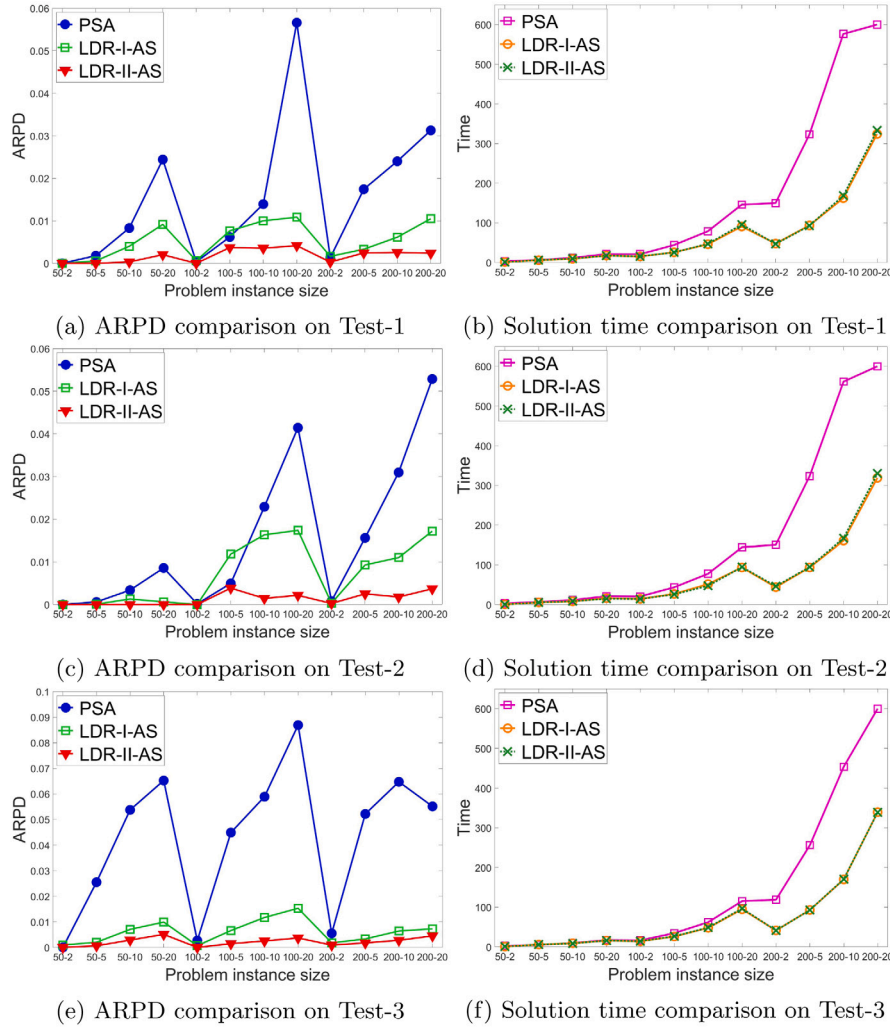 0.06
0.05
0.04
0.03
0.02
0.01
0
ARPD
PSA
LDR-I-AS
LDR-II-AS
50-2 50-5 50-10 50-20 100-2 100-5 100-10 100-20 200-2 200-5 200-10 200-20
Problem instance size
(a) ARPD comparison on Test-1
600
500
400
300
200
100
0
Time
PSA
LDR-I-AS
LDR-II-AS
50-2 50-5 50-10 50-20 100-2 100-5 100-10 100-20 200-2 200-5 200-10 200-20
Problem instance size
(b) Solution time comparison on Test-1
0.06
0.05
0.04
0.03
0.02
0.01
0
ARPD
PSA
LDR-I-AS
LDR-II-AS
50-2 50-5 50-10 50-20 100-2 100-5 100-10 100-20 200-2 200-5 200-10 200-20
Problem instance size
(c) ARPD comparison on Test-2
600
500
400
300
200
100
0
Time
PSA
LDR-I-AS
LDR-II-AS
50-2 50-5 50-10 50-20 100-2 100-5 100-10 100-20 200-2 200-5 200-10 200-20
Problem instance size
(d) Solution time comparison on Test-2
0.1
0.09
0.08
0.07
0.06
0.05
0.04
0.03
0.02
0.01
0
ARPD
PSA
LDR-I-AS
LDR-II-AS
50-2 50-5 50-10 50-20 100-2 100-5 100-10 100-20 200-2 200-5 200-10 200-20
Problem instance size
(e) ARPD comparison on Test-3
600
500
400
300
200
100
0
Time
PSA
LDR-I-AS
LDR-II-AS
50-2 50-5 50-10 50-20 100-2 100-5 100-10 100-20 200-2 200-5 200-10 200-20
Problem instance size
(f) Solution time comparison on Test-3